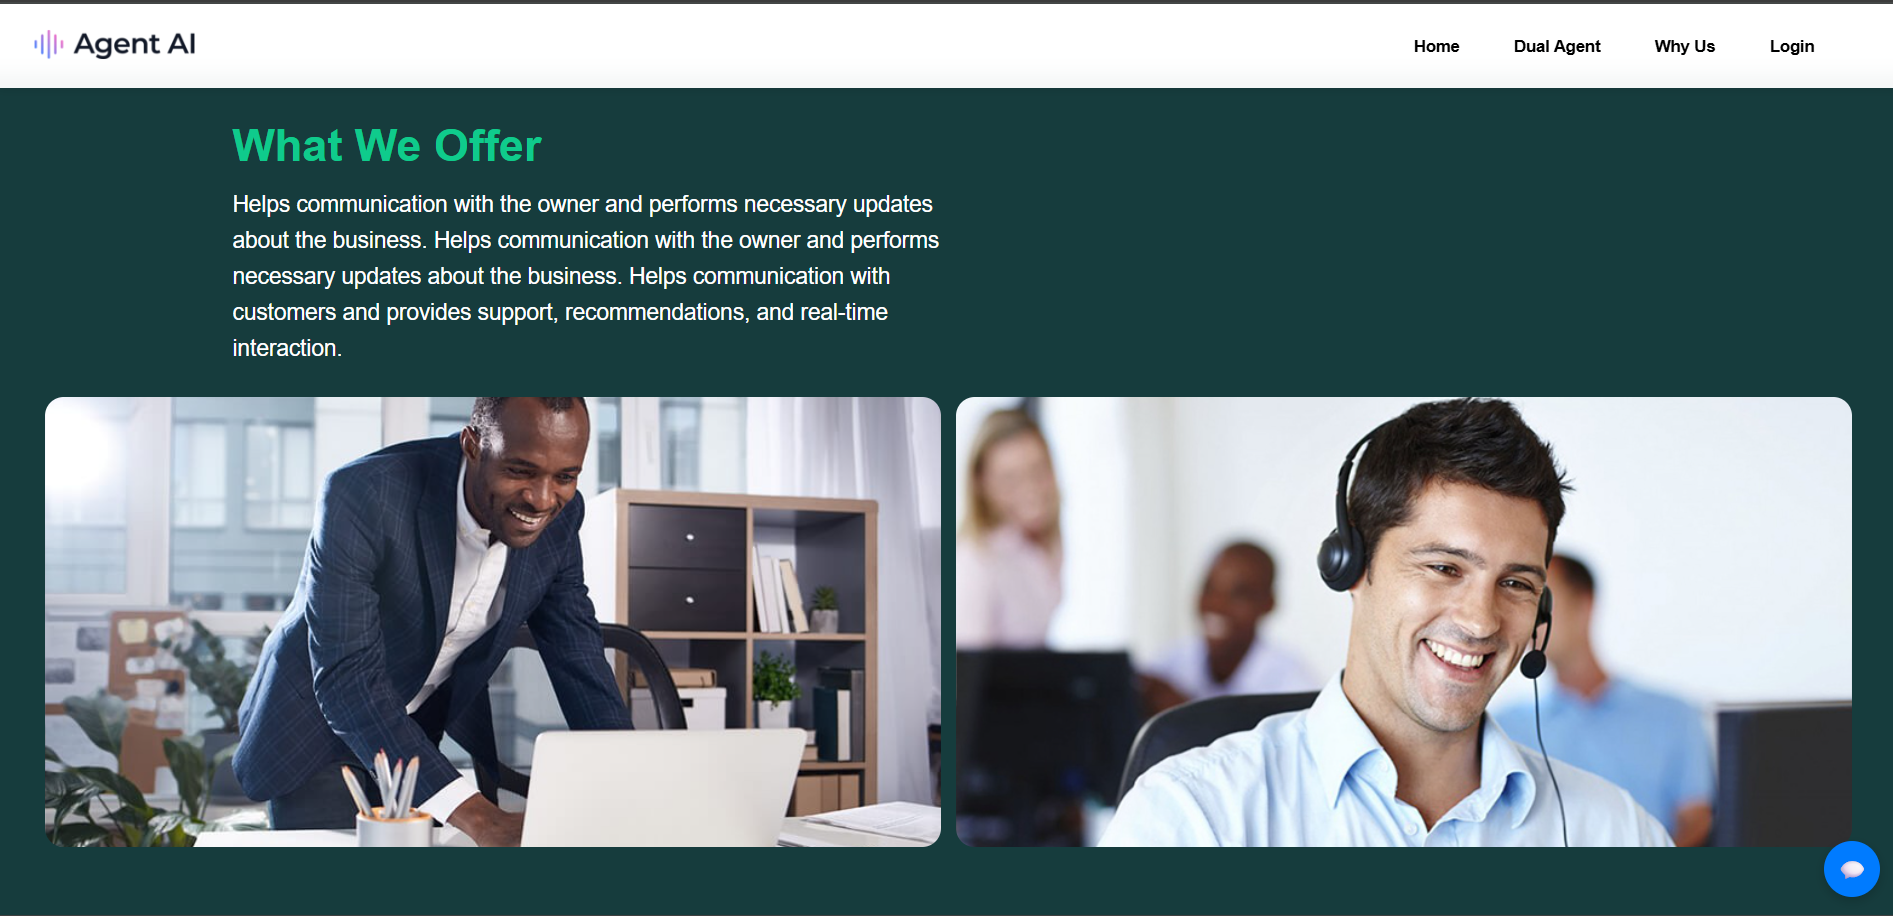 Agent AI
Home
Dual Agent
Why Us
Login
What We Offer
Helps communication with the owner and performs necessary updates
about the business. Helps communication with the owner and performs
necessary updates about the business. Helps communication with
customers and provides support, recommendations, and real-time
interaction.